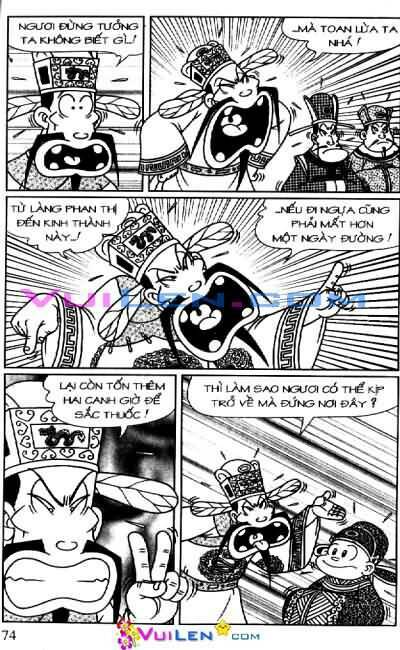 NGƯƠI ĐỪNG TƯỞNG
TA KHÔNG BIẾT GÌ..!
...MÀ TOAN LỪA TA
NHÁ!
TỪ LÀNG PHAN THỊ
ĐẾN KINH THÀNH
NÀY...!
...NẾU ĐI NGỰA CŨNG
PHẢI MẤT HƠN
MỘT NGÀY ĐƯỜNG!
VUILEN.COM
LẠI CÒN TỐN THÊM
HAI CANH GIỜ ĐỂ
SẮC THUỐC!
THÌ LÀM SAO NGƯƠI CÓ THỂ KỊP
TRỞ VỀ MÀ ĐỨNG NƠI ĐÂY?
74
VUILEN.COM